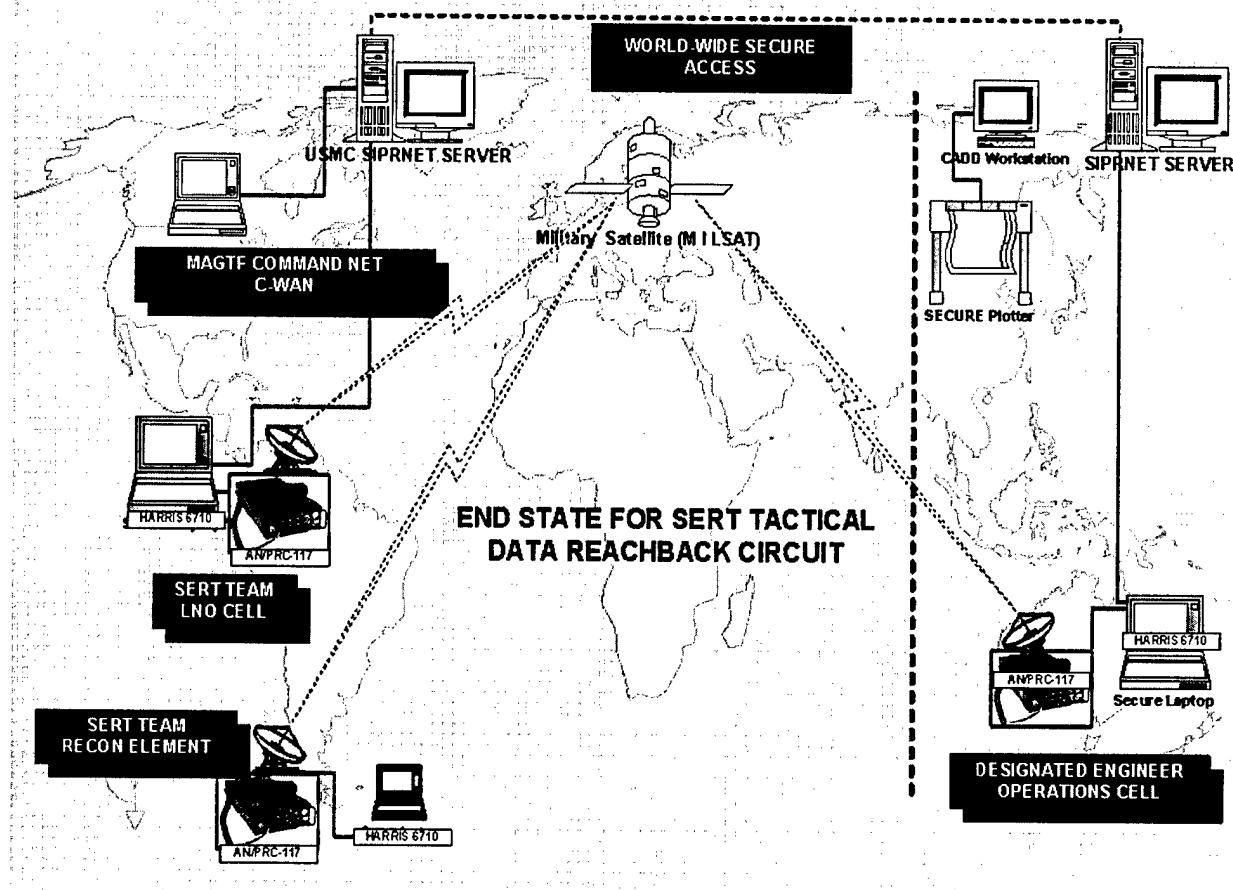 WORLD-WIDE SECURE
ACCESS
USMC SIPRNET SERVER
CADD Workstation
SIPRNET SERVER
Military Satellite (MILSAT)
MAGTF COMMAND NET
C-WAN
SECURE Plotter
HARRIS 6710
AN/PRC-117
END STATE FOR SERT TACTICAL
DATA REACHBACK CIRCUIT
SERT TEAM
LNO CELL
HARRIS 6710
AN/PRC-117
Secure Laptop
SERT TEAM
RECON ELEMENT
DESIGNATED ENGINEER
OPERATIONS CELL
HARRIS 6710
AN/PRC-117